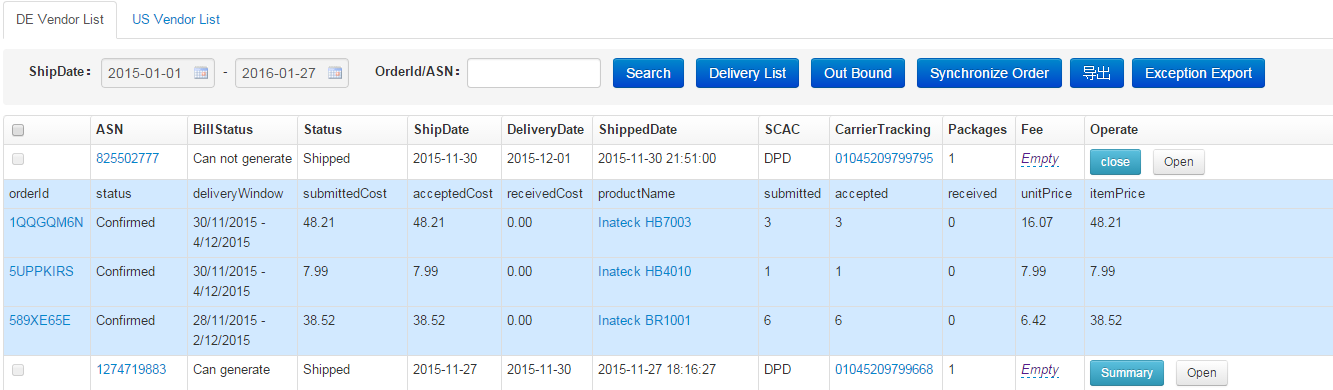 DE Vendor List US Vendor List
ShipDate： 2015-01-01 - 2016-01-27 OrderId/ASN： Search Delivery List Out Bound Synchronize Order 导出 Exception Export
ASN BillStatus Status ShipDate DeliveryDate ShippedDate SCAC CarrierTracking Packages Fee Operate
825502777 Can not generate Shipped 2015-11-30 2015-12-01 2015-11-30 21:51:00 DPD 01045209799795 1 Empty close Open
orderId status deliveryWindow submittedCost acceptedCost receivedCost productName submitted accepted received unitPrice itemPrice
1QQGQM6N Confirmed 30/11/2015 - 48.21 48.21 0.00 Inateck HB7003 3 3 0 16.07 48.21
4/12/2015
5UPPKIRS Confirmed 30/11/2015 - 7.99 7.99 0.00 Inateck HB4010 1 1 0 7.99 7.99
4/12/2015
589XE65E Confirmed 28/11/2015 - 38.52 38.52 0.00 Inateck BR1001 6 6 0 6.42 38.52
2/12/2015
1274719883 Can generate Shipped 2015-11-27 2015-11-30 2015-11-27 18:16:27 DPD 01045209799668 1 Empty Summary Open